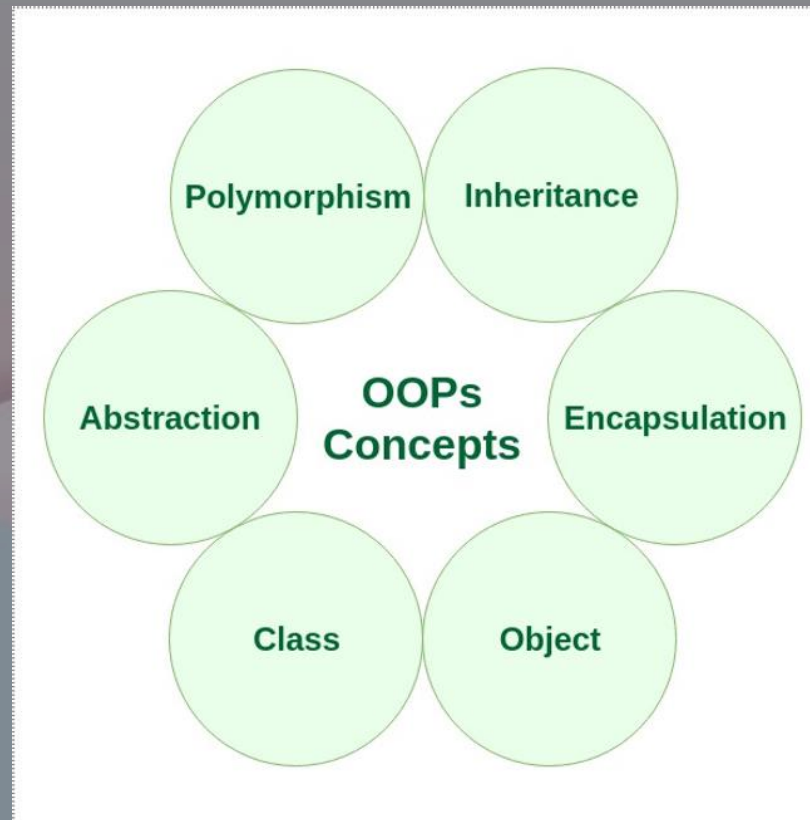 Polymorphism
Inheritance
Abstraction
OOPs
Concepts
Encapsulation
Class
Object